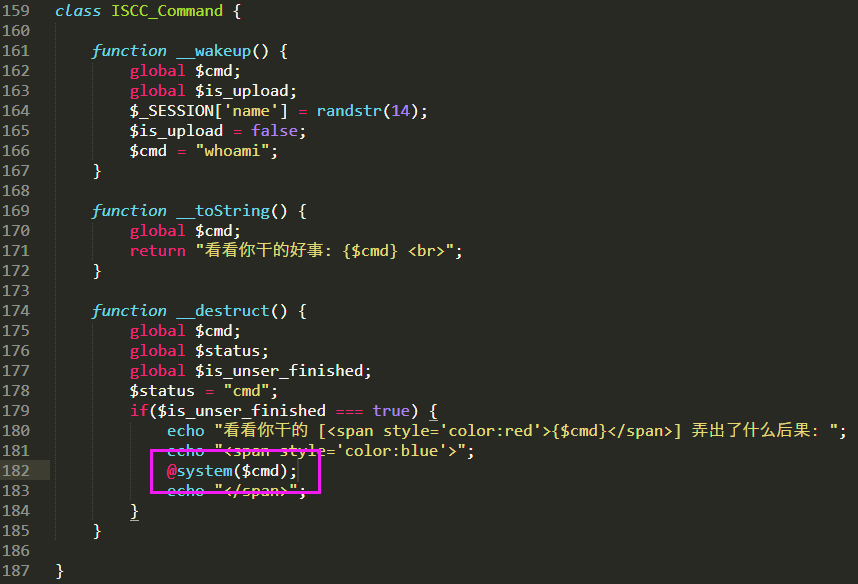 159 class ISCC_Command {
160
161 function __wakeup() {
162 global $cmd;
163 global $is_upload;
164 $_SESSION['name'] = randstr(14);
165 $is_upload = false;
166 $cmd = "whoami";
167 }
168
169 function __toString() {
170 global $cmd;
171 return "看看你干的好事: {$cmd} <br>";
172 }
173
174 function __destruct() {
175 global $cmd;
176 global $status;
177 global $is_unser_finished;
178 $status = "cmd";
179 if($is_unser_finished === true) {
180 echo "看看你干的 [<span style='color:red'>{$cmd}</span>] 弄出了什么后果: ";
181 echo "<span style='color:blue'>";
182 @system($cmd);
183 echo "</span>";
184 }
185 }
186
187 }